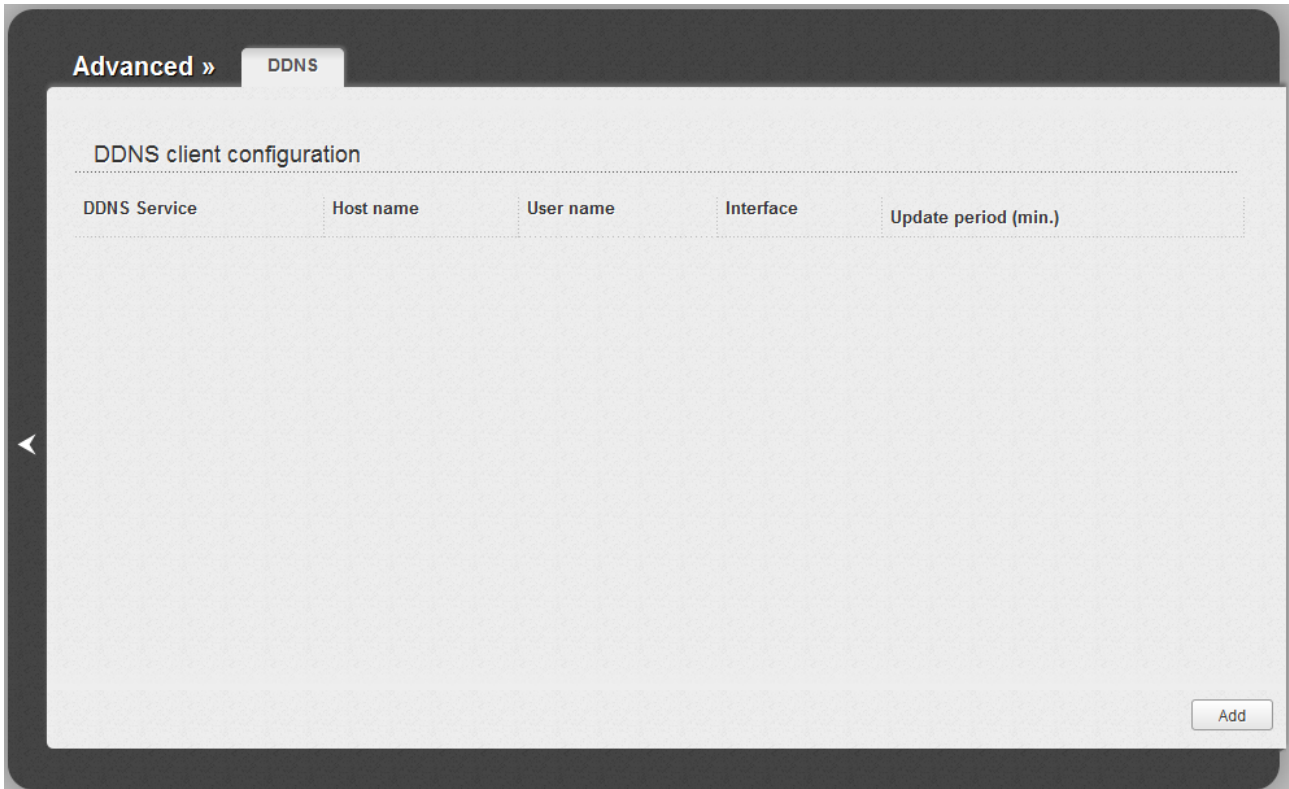 Advanced » DDNS
DDNS client configuration
DDNS Service Host name User name Interface Update period (min.)
Add